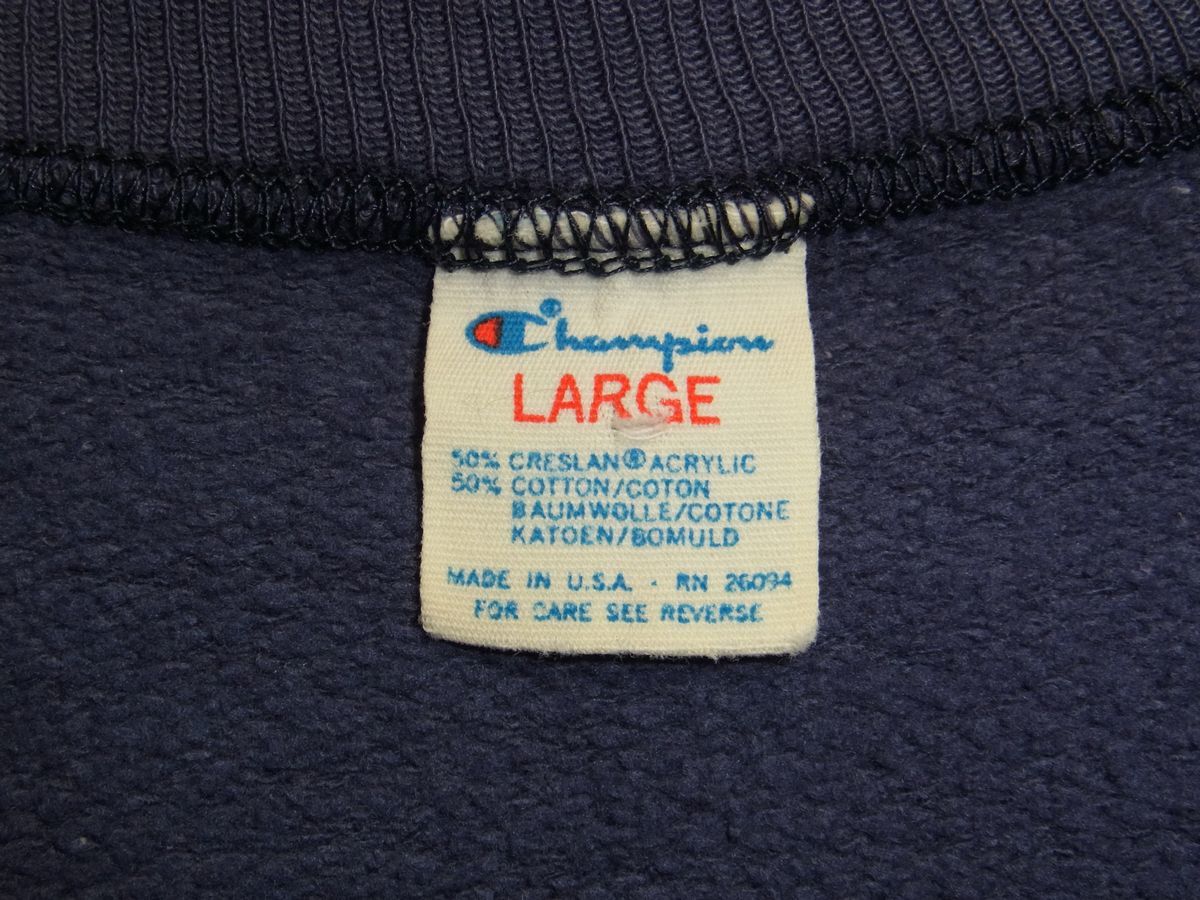 Champion
LARGE
50% CRESLAN® ACRYLIC
50% COTTON/COTON
BAUMWOLLE/COTONE
KATOEN/BOMULD
MADE IN U.S.A. · RN 26094
FOR CARE SEE REVERSE